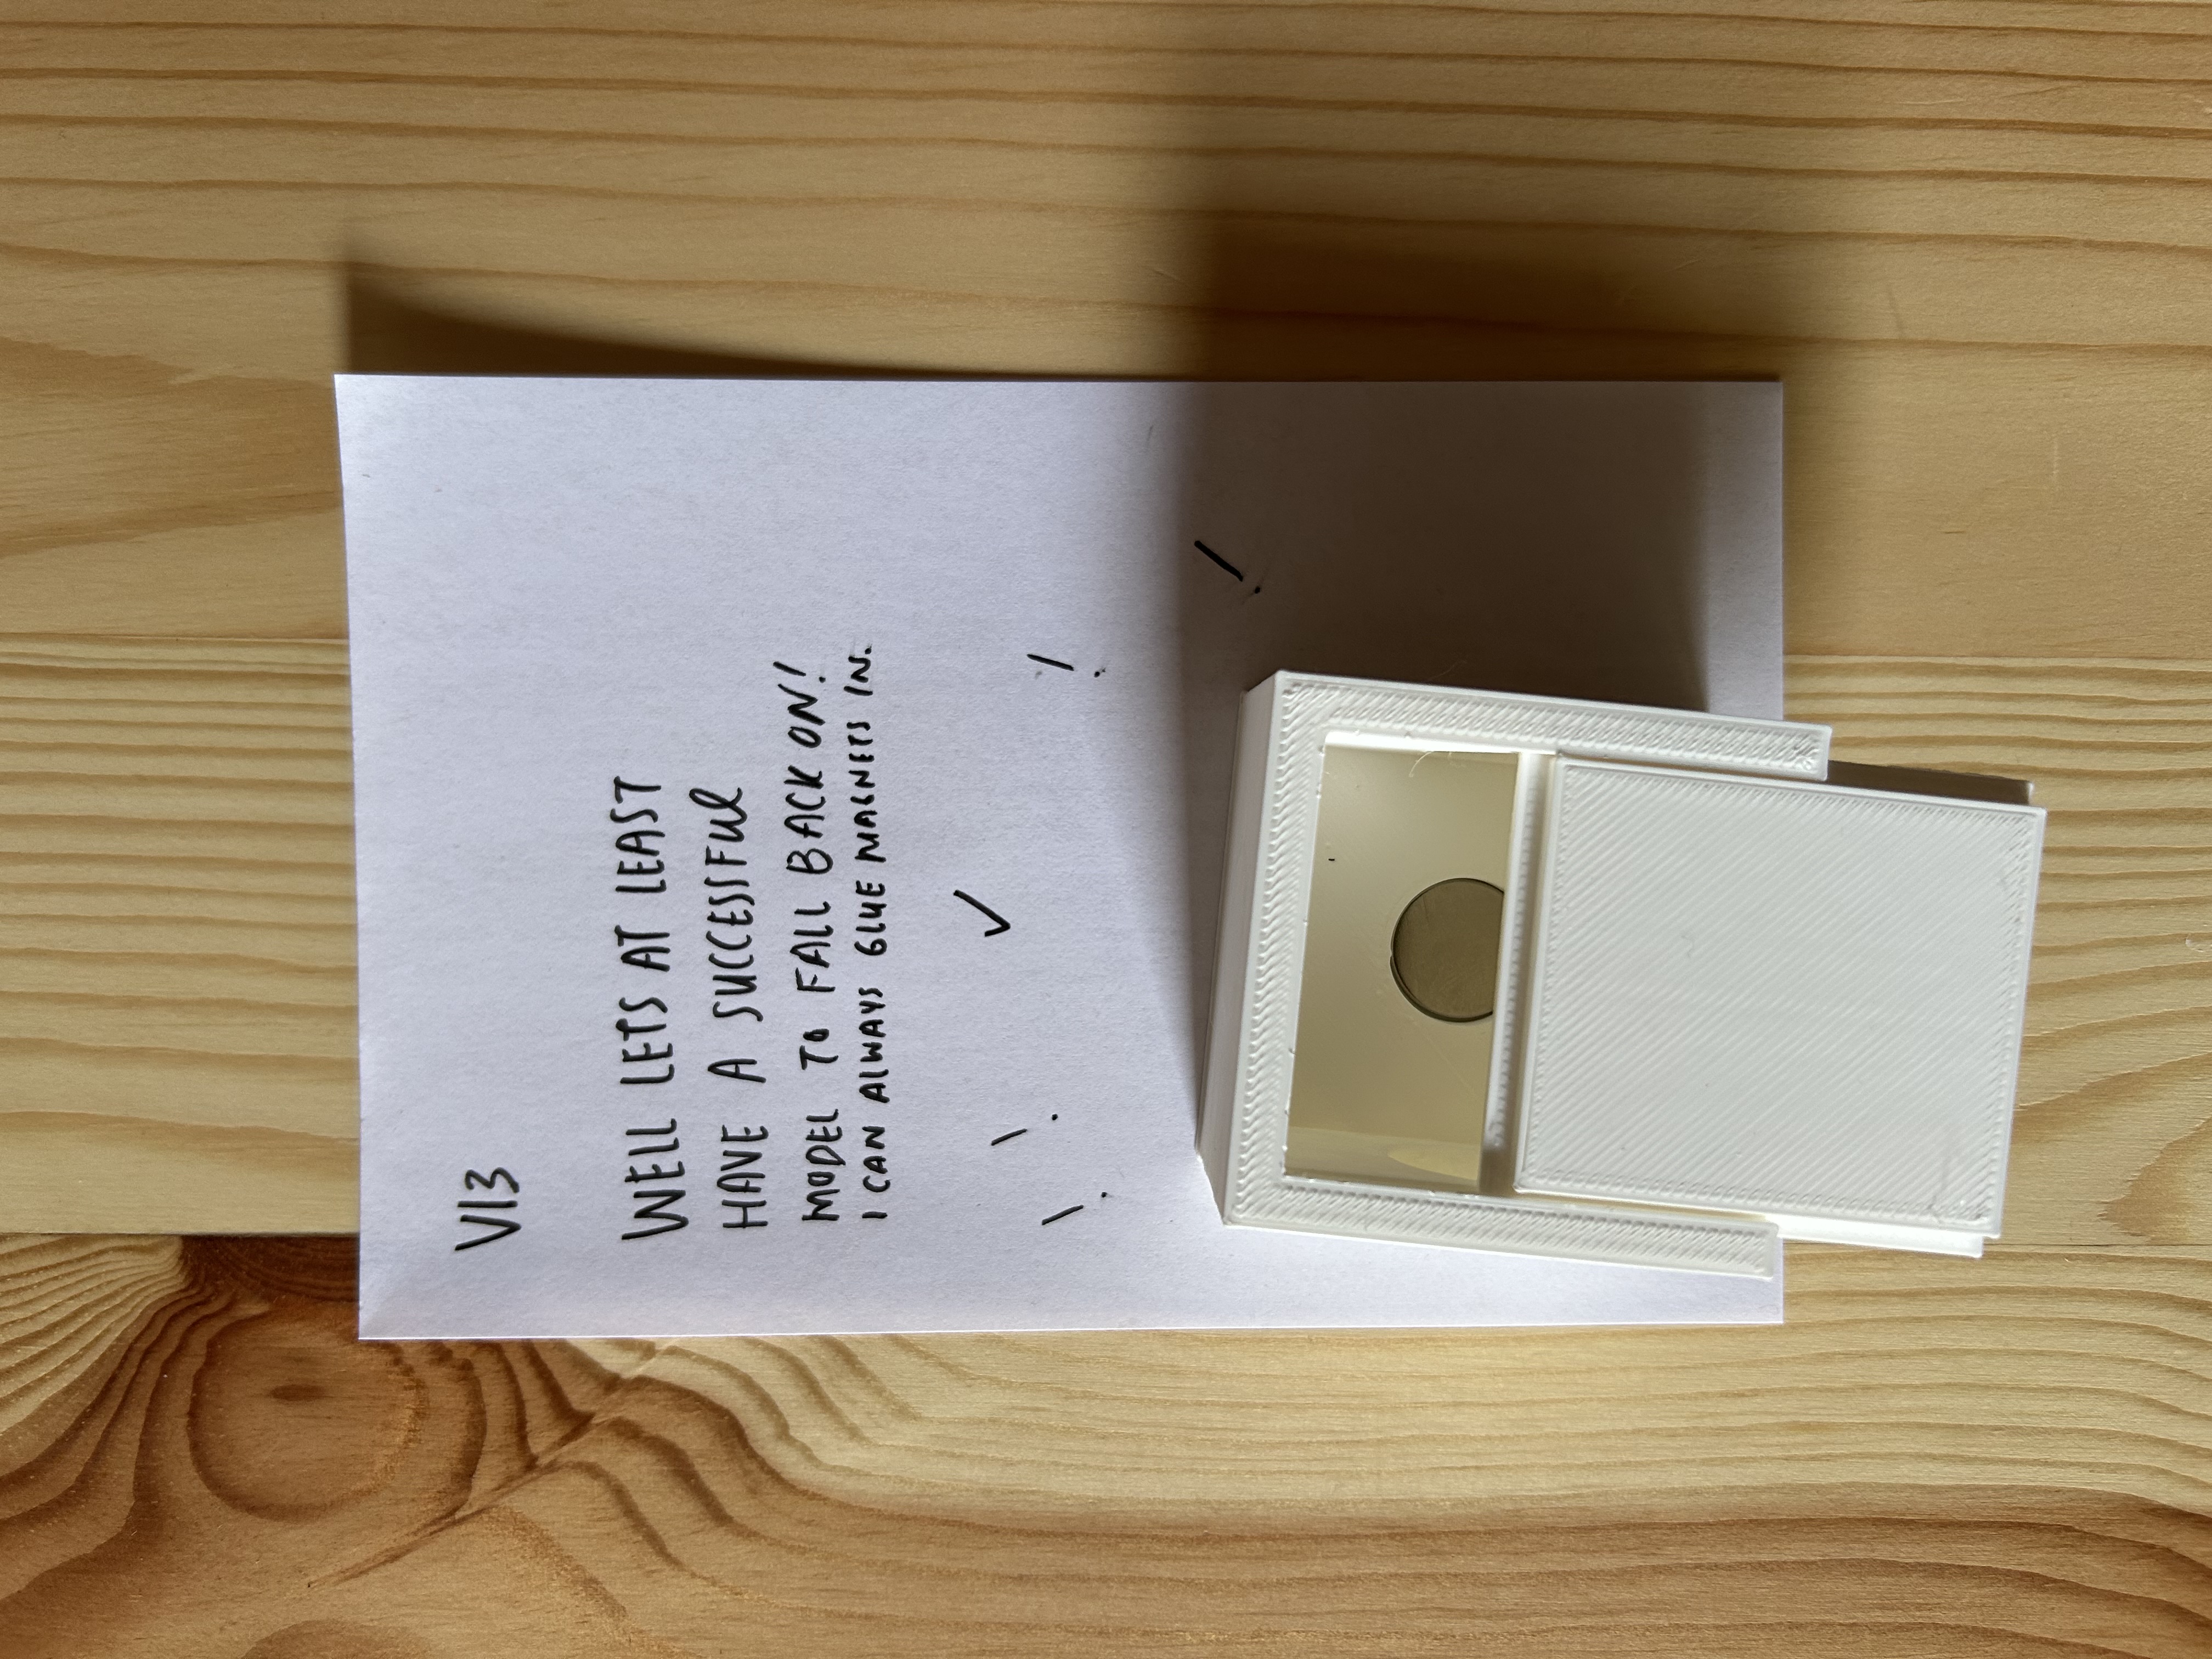 V13
WELL LETS AT LEAST
HAVE A SUCCESSFUL
MODEL TO FALL BACK ON!
I CAN ALWAYS GLUE MAGNETS IN.
✓
! ! ! !